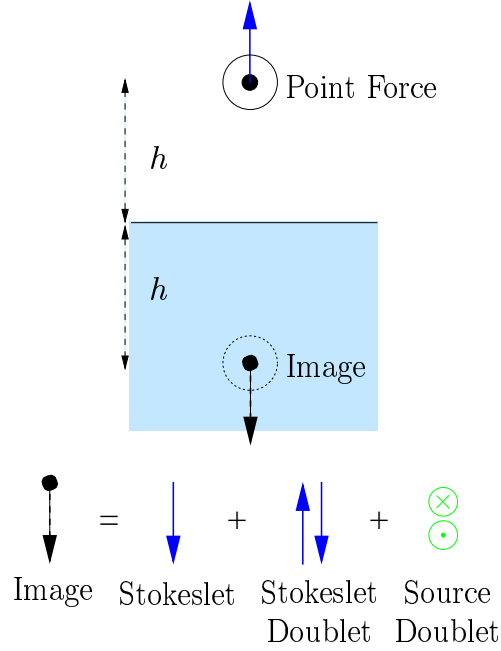 Point Force
h
h
Image
= + +
Image Stokeslet Stokeslet Source
Doublet Doublet